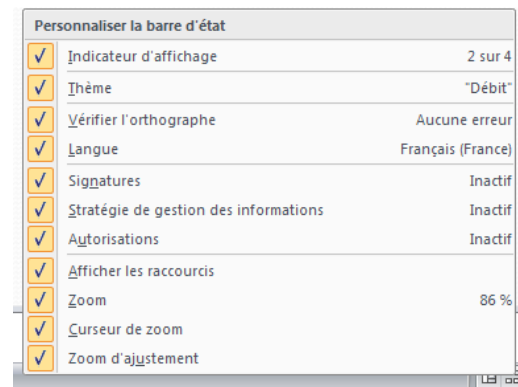 Personnaliser la barre d'état
Indicateur d'affichage 2 sur 4
Thème "Débit"
Vérifier l'orthographe Aucune erreur
Langue Français (France)
Signatures Inactif
Stratégie de gestion des informations Inactif
Autorisations Inactif
Afficher les raccourcis
Zoom 86 %
Curseur de zoom
Zoom d'ajustement